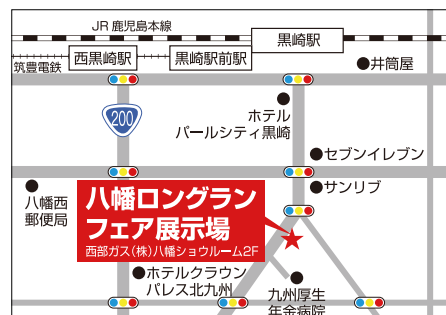 JR 鹿児島本線
黒崎駅
西黒崎駅
黒崎駅前駅
筑豊電鉄
井筒屋
200
ホテル
パールシティ黒崎
セブンイレブン
サンリブ
八幡西
郵便局
八幡ロングラン
フェア展示場
西部ガス(株)八幡ショウルーム2F
ホテルクラウン
パレス北九州
九州厚生
年金病院